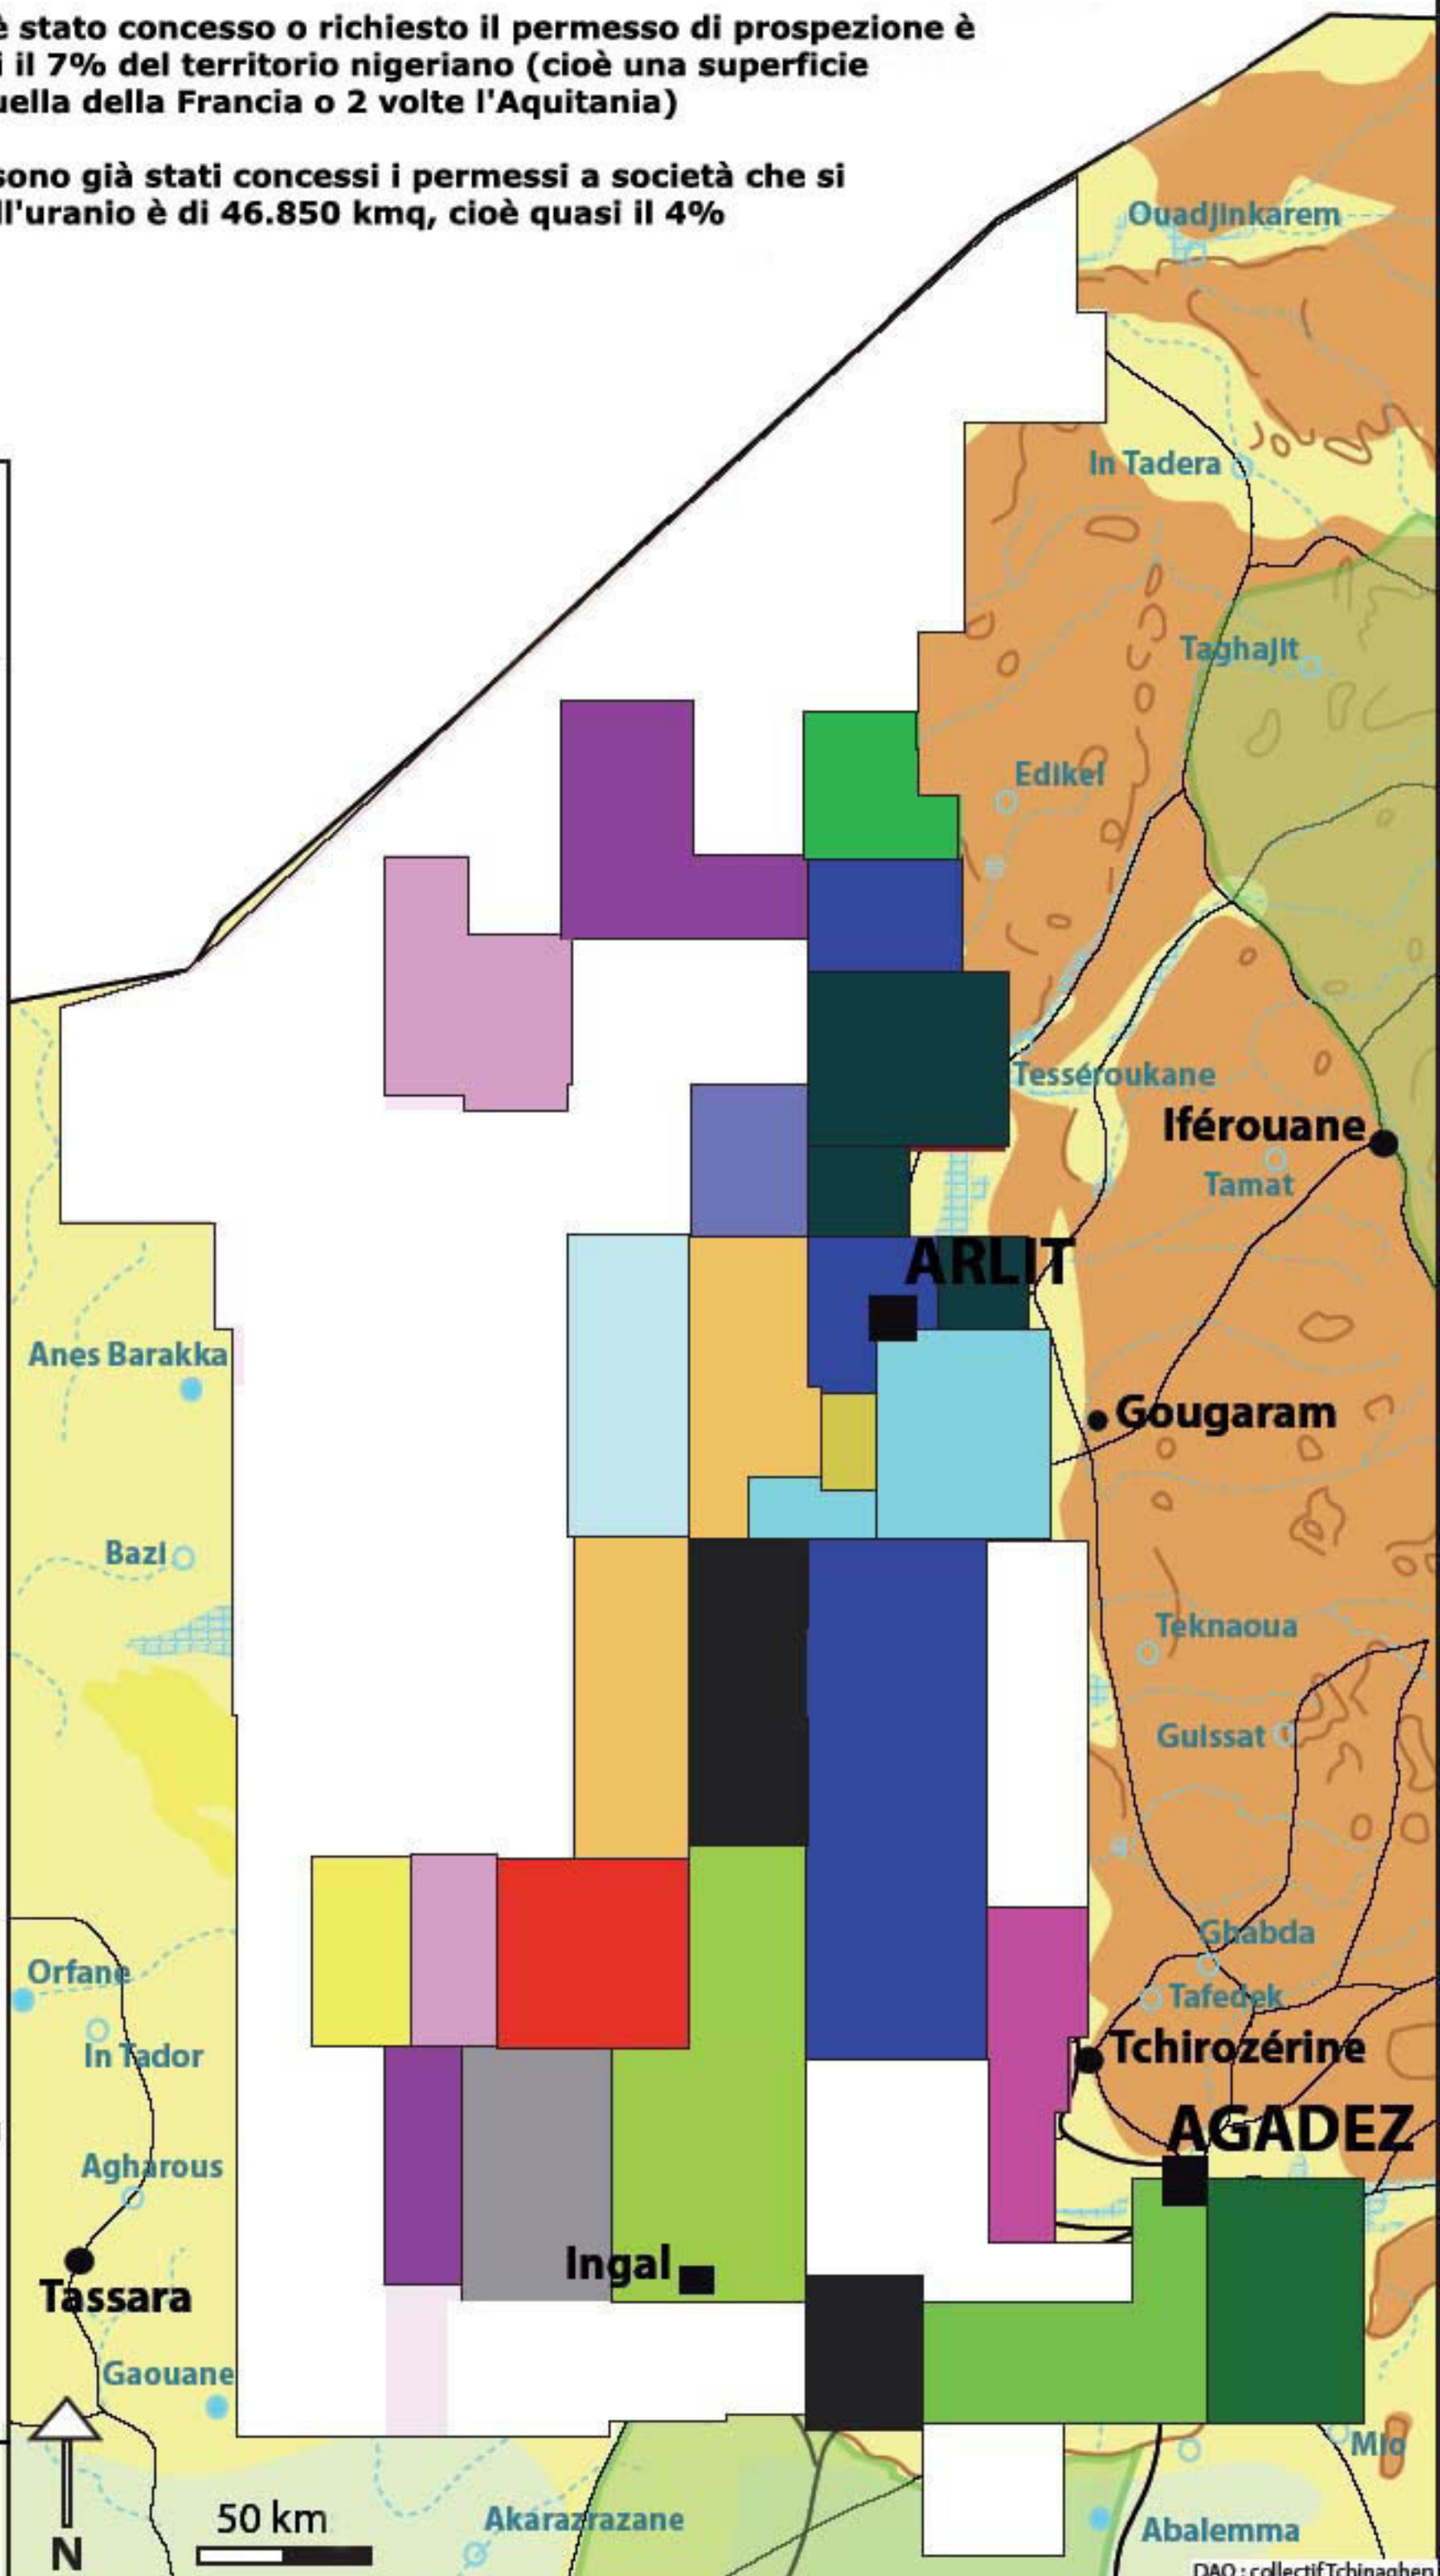 è stato concesso o richiesto il permesso di prospezione è
i il 7% del territorio nigeriano (cioè una superficie
uella della Francia o 2 volte l'Aquitania)
sono già stati concessi i permessi a società che si
ll'uranio è di 46.850 kmq, cioè quasi il 4%
Ouadjinkarem
In Tadera
Taghajit
Edikel
Tesséroukane
Iférouane
Tamat
ARLIT
Anes Barakka
Gougaram
Bazi
Teknaoua
Guissat
Ghabda
Orfane
Tafedek
In Tador
Tchirozérine
AGADEZ
Agharous
Ingal
Tassara
Gaouane
Mio
50 km
Akarazrazane
Abalemma
N
DAO : collectifTchinaghen